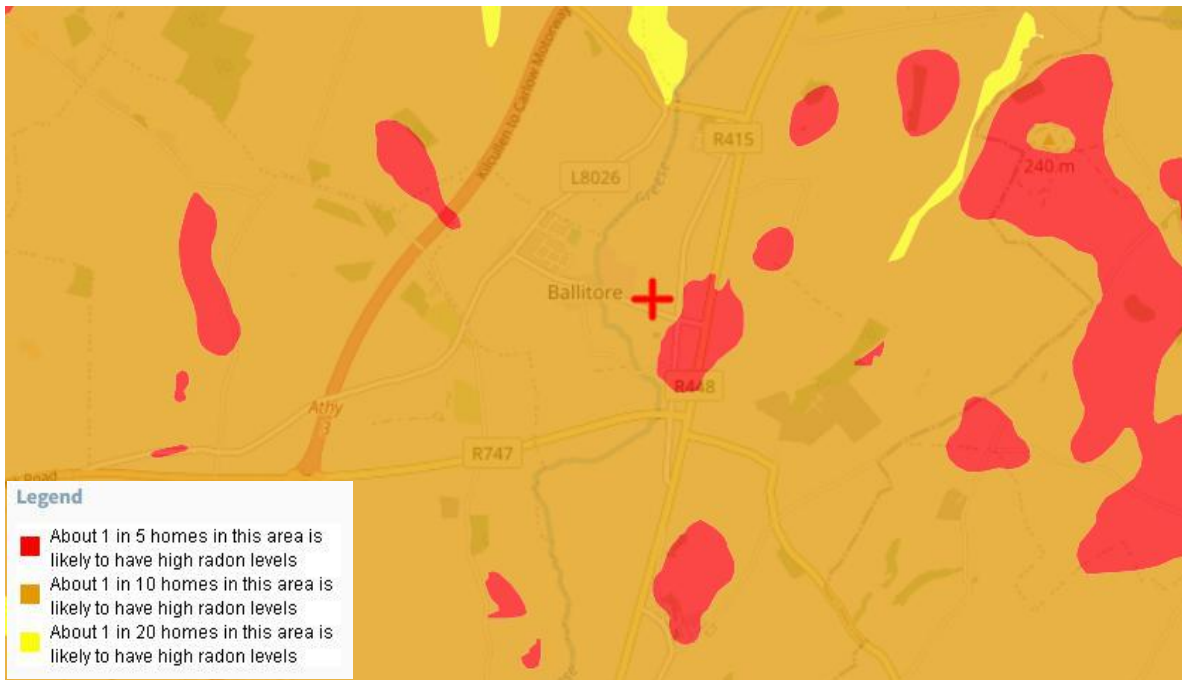 Kilcullen to Carlow Motorway
R415
L8026
Greese
240 m
Ballitore
R448
Athy
3
R747
Road
Legend
About 1 in 5 homes in this area is
likely to have high radon levels
About 1 in 10 homes in this area is
likely to have high radon levels
About 1 in 20 homes in this area is
likely to have high radon levels